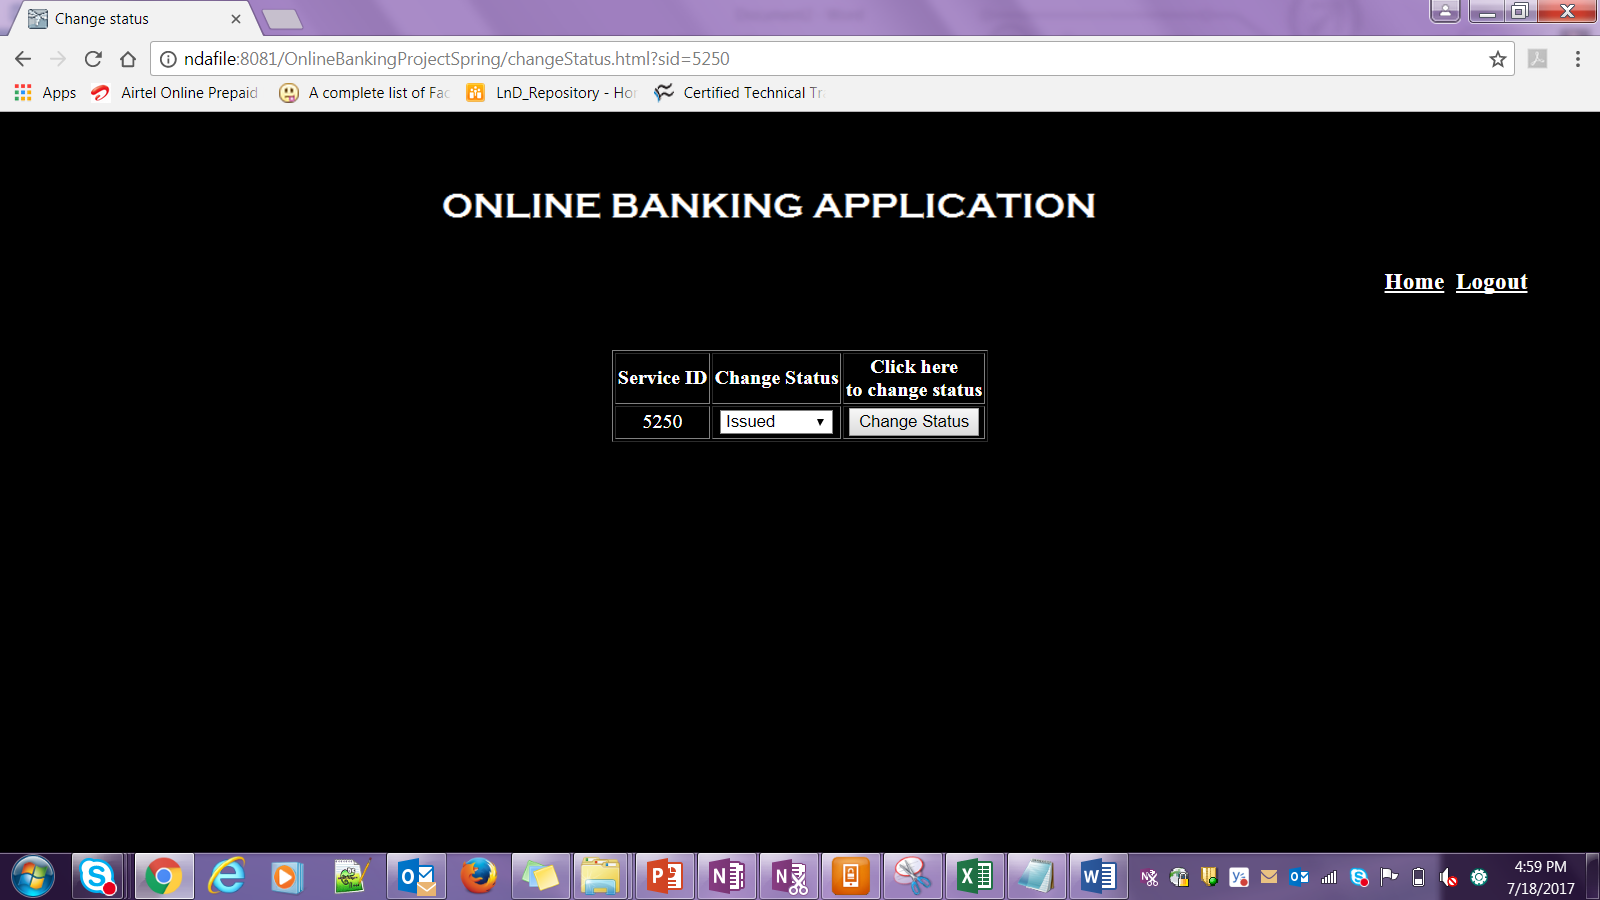 Change status
ndafile:8081/OnlineBankingProjectSpring/changeStatus.html?sid=5250
Apps Airtel Online Prepaid A complete list of Fac LnD_Repository - Hor Certified Technical Tr
ONLINE BANKING APPLICATION
Home Logout
Service ID Change Status Click here
to change status
5250 Issued Change Status
4:59 PM
7/18/2017